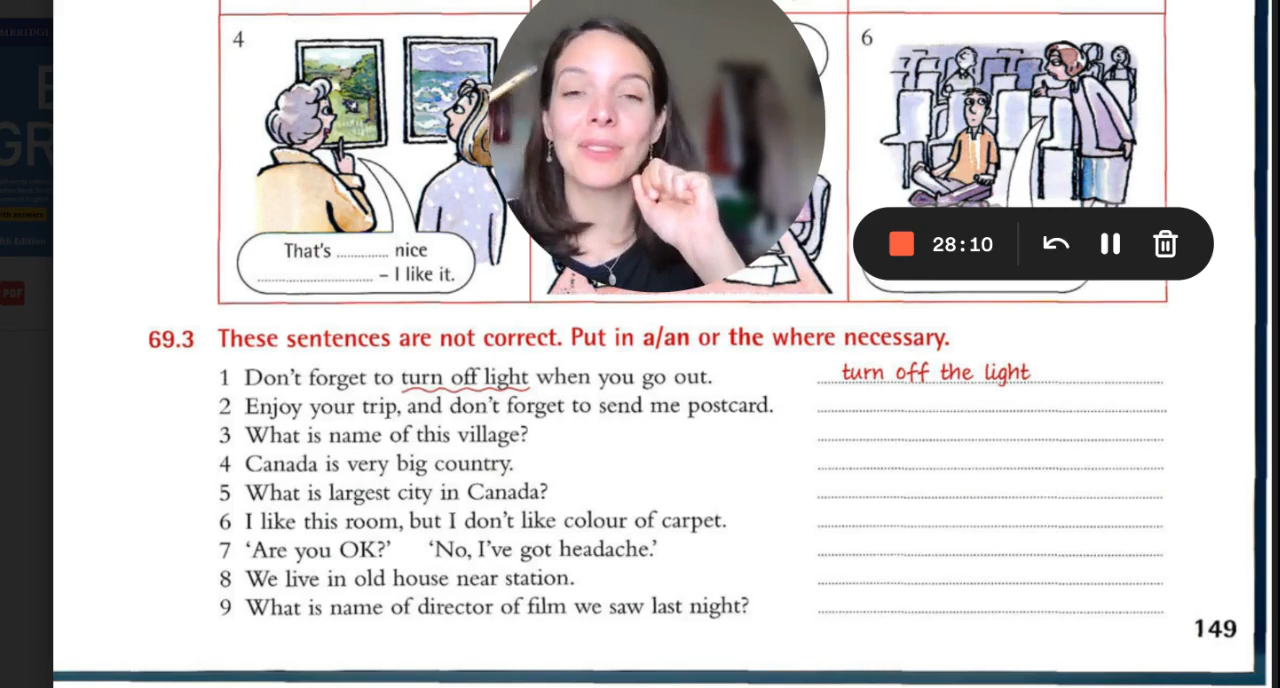 4
6
That's .............. nice
.............................. – I like it.
28:10
PDF
69.3 These sentences are not correct. Put in a/an or the where necessary.
1 Don't forget to turn off light when you go out. turn off the light
2 Enjoy your trip, and don't forget to send me postcard.
3 What is name of this village?
4 Canada is very big country.
5 What is largest city in Canada?
6 I like this room, but I don't like colour of carpet.
7 'Are you OK?' 'No, I've got headache.'
8 We live in old house near station.
9 What is name of director of film we saw last night?
149